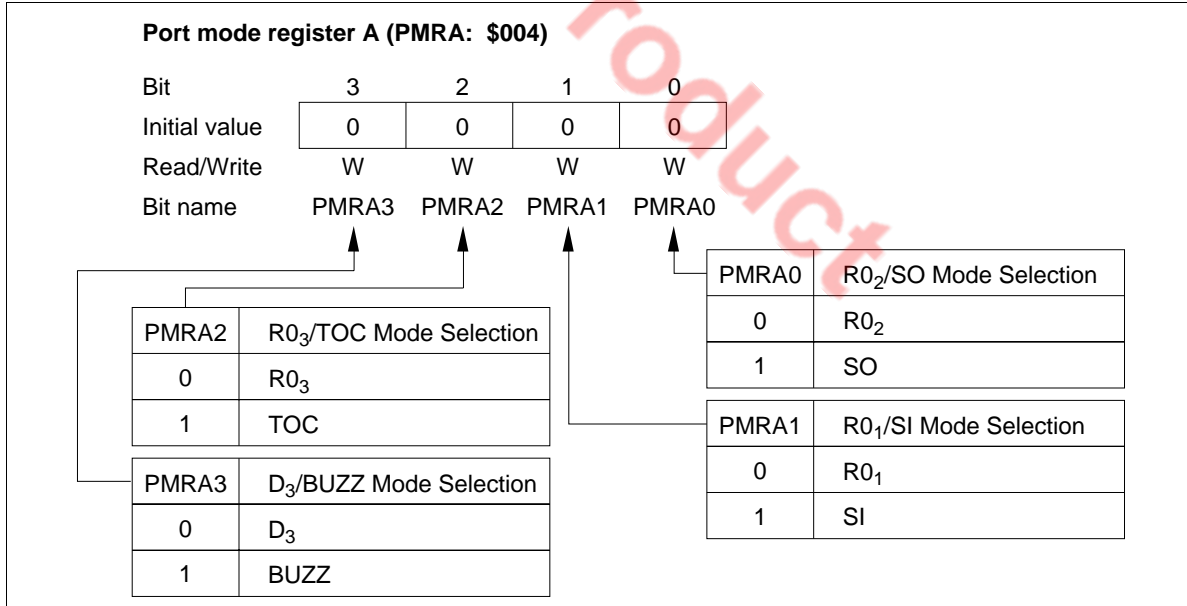 Port mode register A (PMRA: $004)
Bit 3 2 1 0
Initial value 0 0 0 0
Read/Write W W W W
Bit name PMRA3 PMRA2 PMRA1 PMRA0
PMRA2 R0₃/TOC Mode Selection
0 R0₃
1 TOC
PMRA3 D₃/BUZZ Mode Selection
0 D₃
1 BUZZ
PMRA0 R0₂/SO Mode Selection
0 R0₂
1 SO
PMRA1 R0₁/SI Mode Selection
0 R0₁
1 SI
roduct